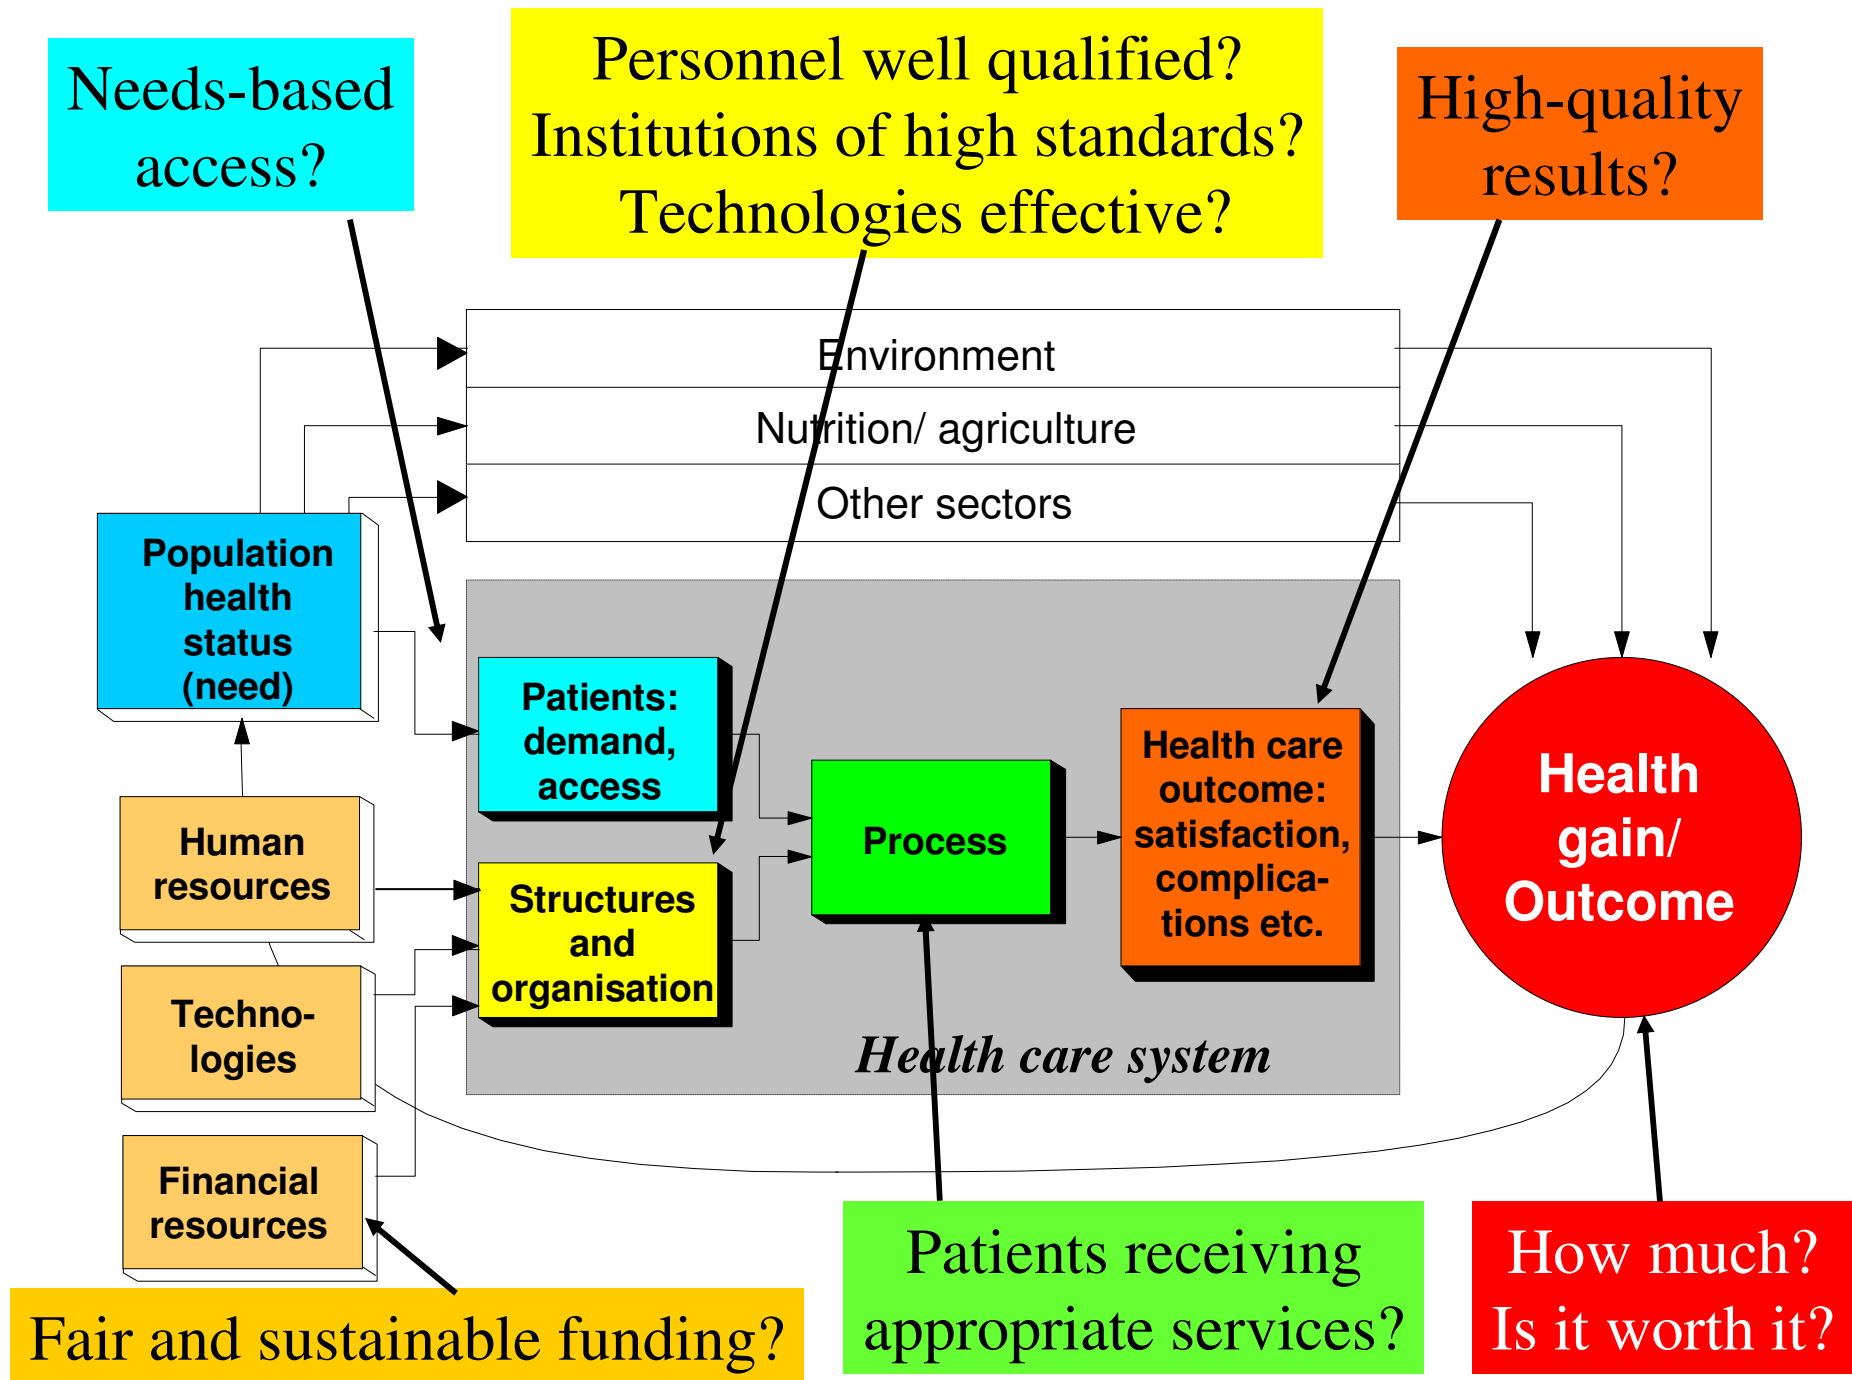 Needs-based
access?
Personnel well qualified?
Institutions of high standards?
Technologies effective?
High-quality
results?
Environment
Nutrition/ agriculture
Other sectors
Population
health
status
(need)
Patients:
demand,
access
Human
resources
Structures
and
organisation
Process
Health care
outcome:
satisfaction,
complica-
tions etc.
Health
gain/
Outcome
Techno-
logies
Health care system
Financial
resources
Fair and sustainable funding?
Patients receiving
appropriate services?
How much?
Is it worth it?